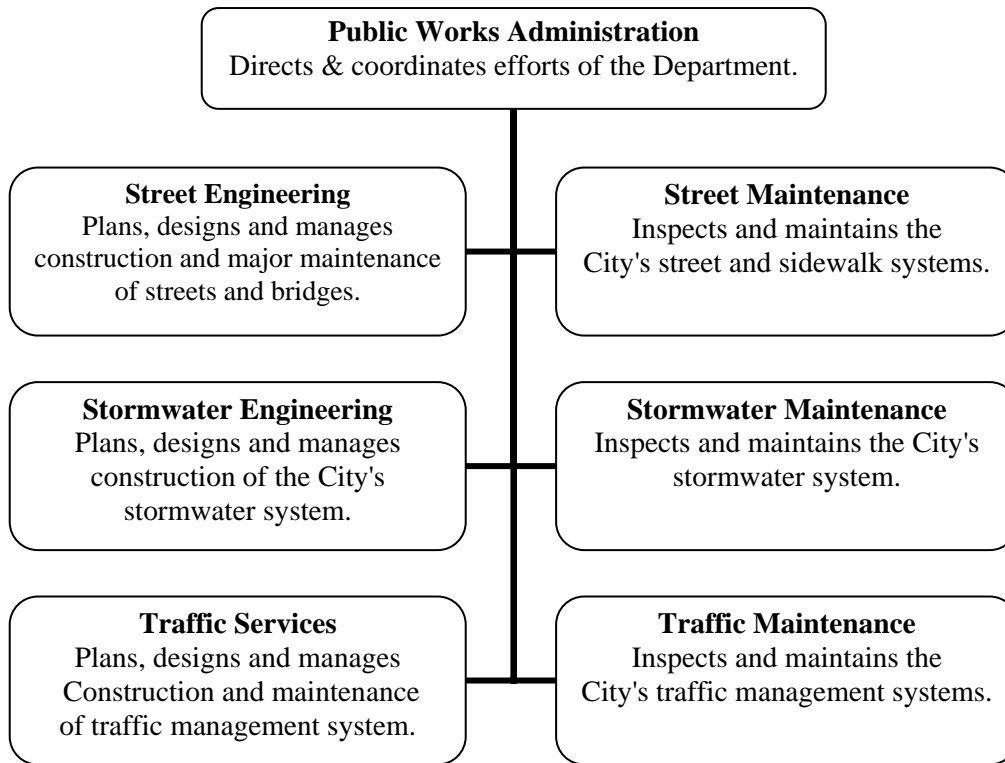 Public Works Administration
Directs & coordinates efforts of the Department.
Street Engineering
Plans, designs and manages
construction and major maintenance
of streets and bridges.
Street Maintenance
Inspects and maintains the
City's street and sidewalk systems.
Stormwater Engineering
Plans, designs and manages
construction of the City's
stormwater system.
Stormwater Maintenance
Inspects and maintains the City's
stormwater system.
Traffic Services
Plans, designs and manages
Construction and maintenance
of traffic management system.
Traffic Maintenance
Inspects and maintains the
City's traffic management systems.